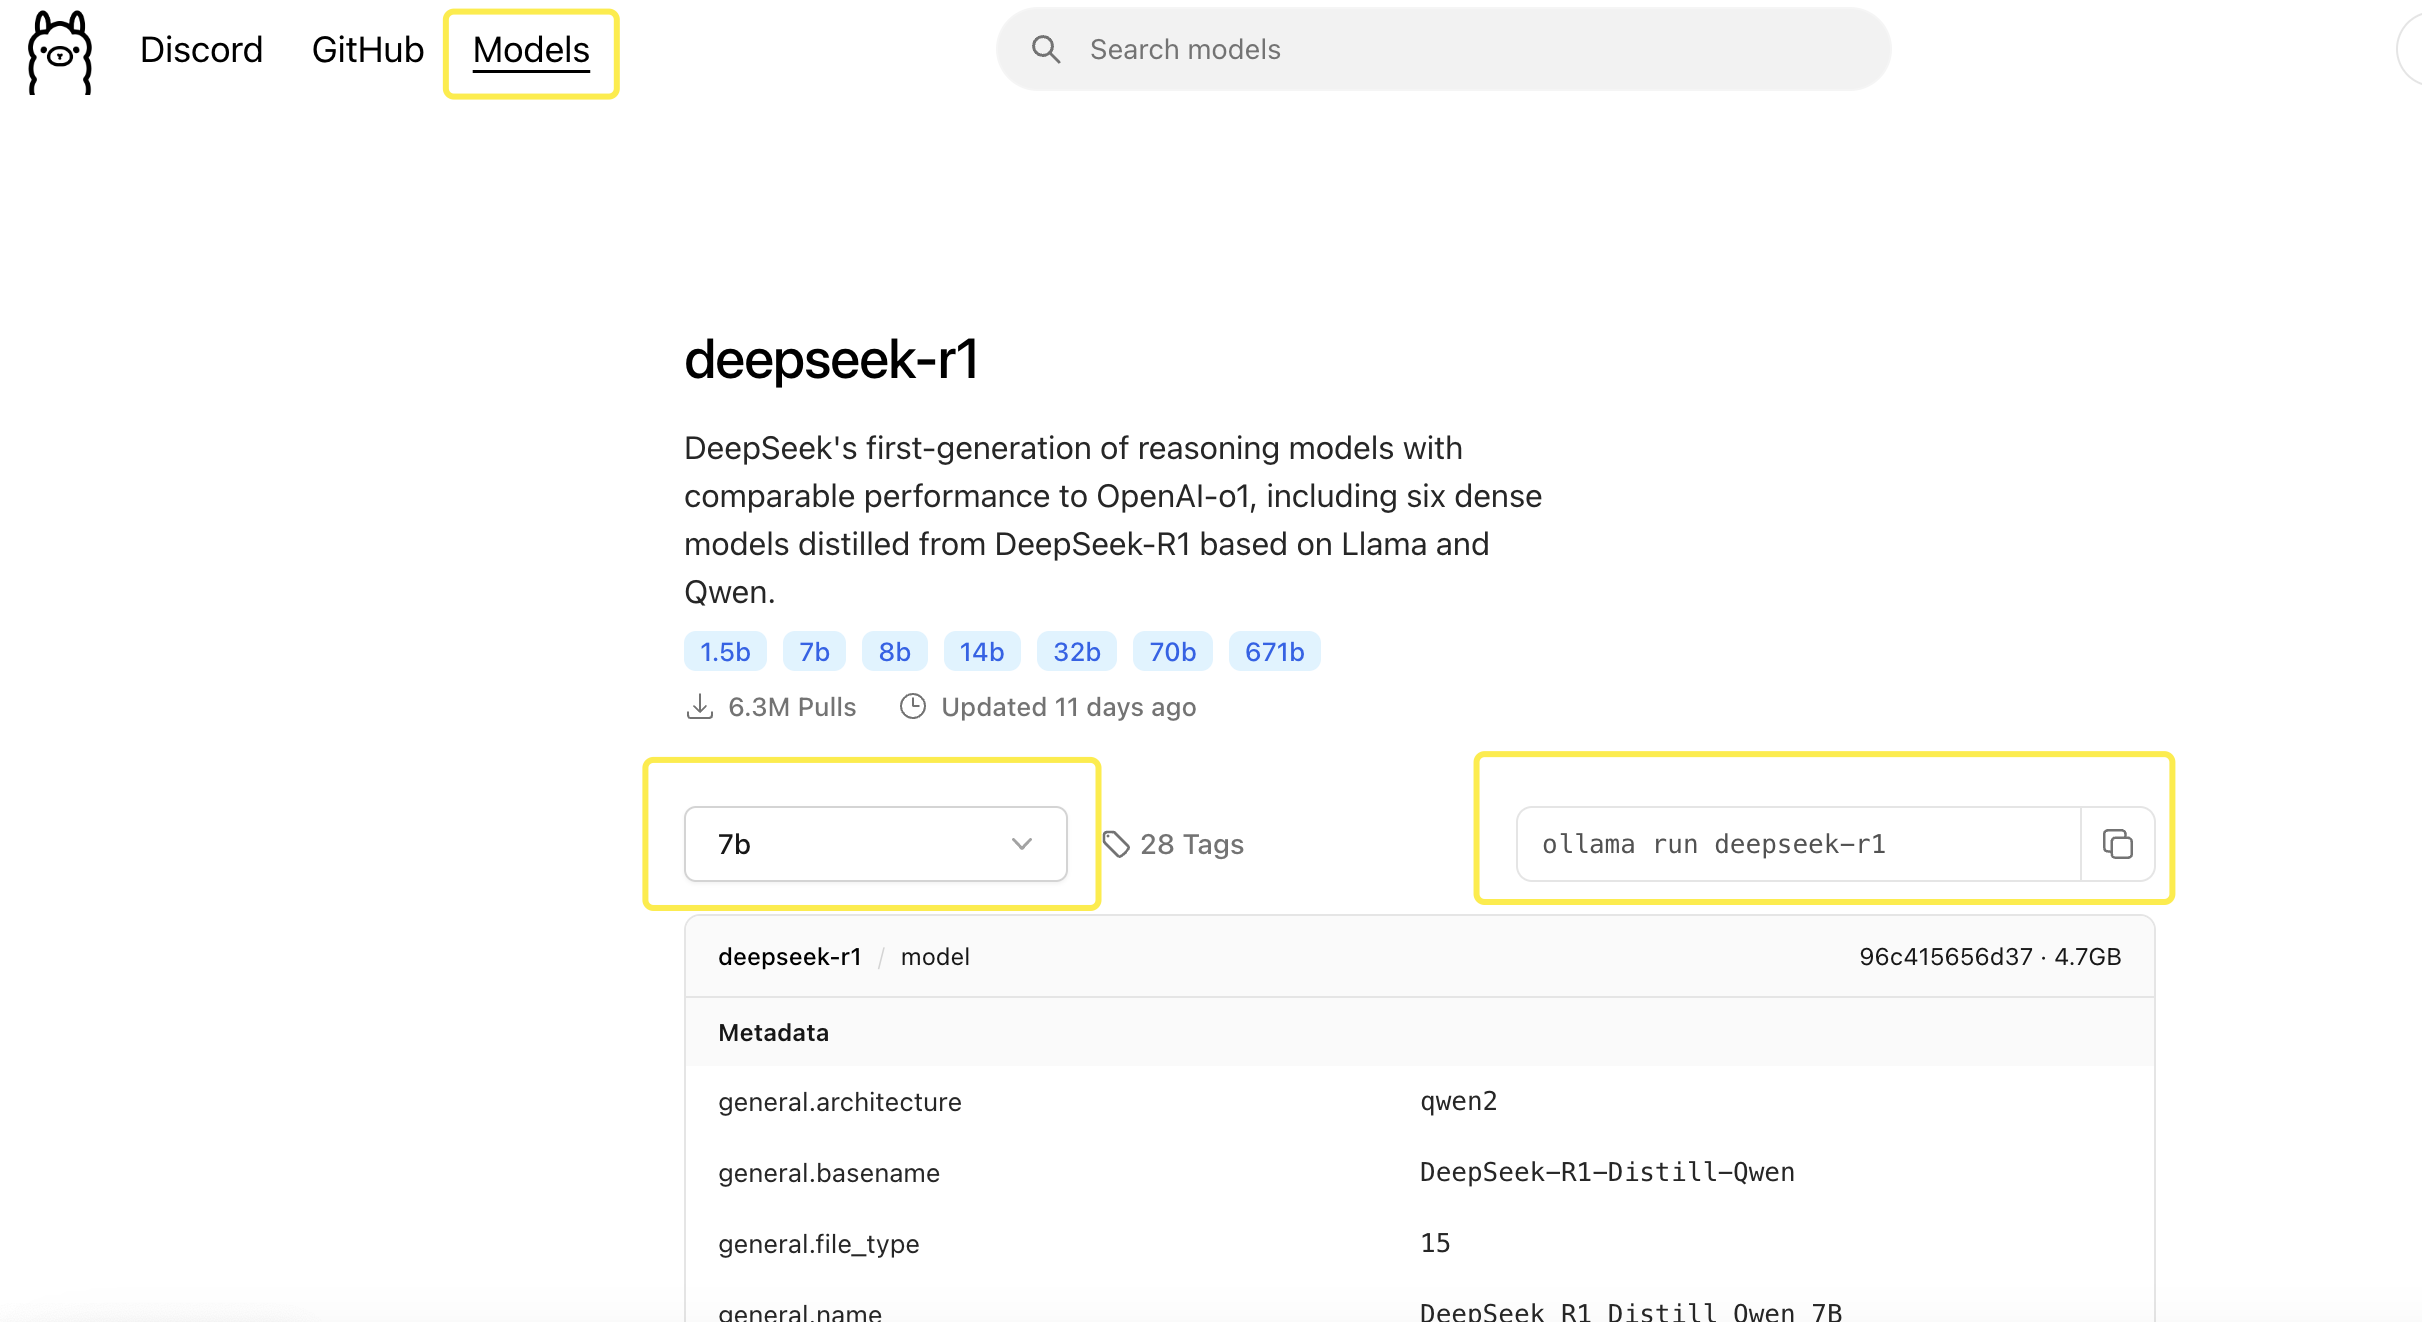 Discord GitHub Models Search models
deepseek-r1
DeepSeek's first-generation of reasoning models with
comparable performance to OpenAI-o1, including six dense
models distilled from DeepSeek-R1 based on Llama and
Qwen.
1.5b 7b 8b 14b 32b 70b 671b
6.3M Pulls Updated 11 days ago
7b 28 Tags ollama run deepseek-r1
deepseek-r1 / model 96c415656d37 · 4.7GB
Metadata
general.architecture qwen2
general.basename DeepSeek-R1-Distill-Qwen
general.file_type 15
general.name DeepSeek R1 Distill Qwen 7B